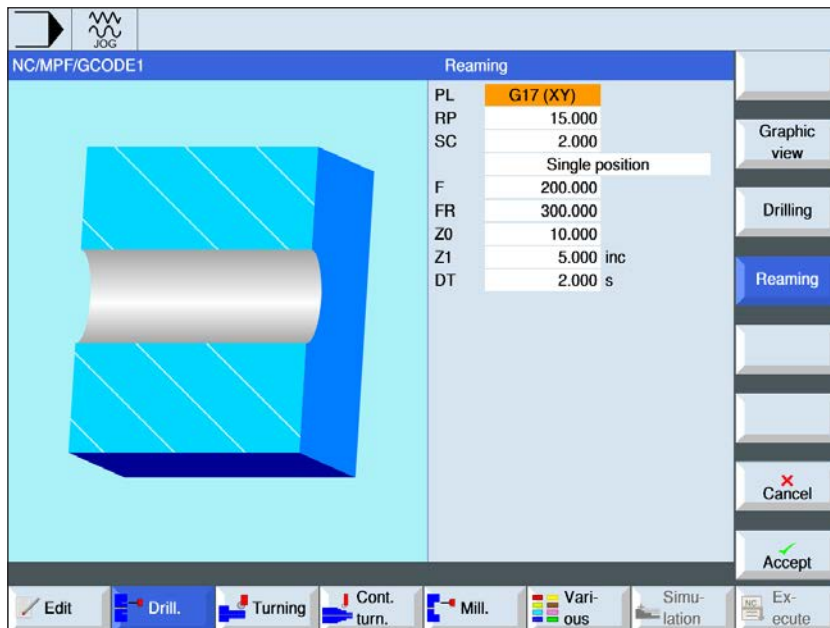 JOG
NC/MPF/GCODE1
Reaming
PL G17 (XY)
RP 15.000
SC 2.000
Single position
F 200.000
FR 300.000
Z0 10.000
Z1 5.000 inc
DT 2.000 s
Graphic
view
Drilling
Reaming
Cancel
Accept
Edit
Drill.
Turning
Cont.
turn.
Mill.
Vari-
ous
Simu-
lation
NC
Ex-
ecute